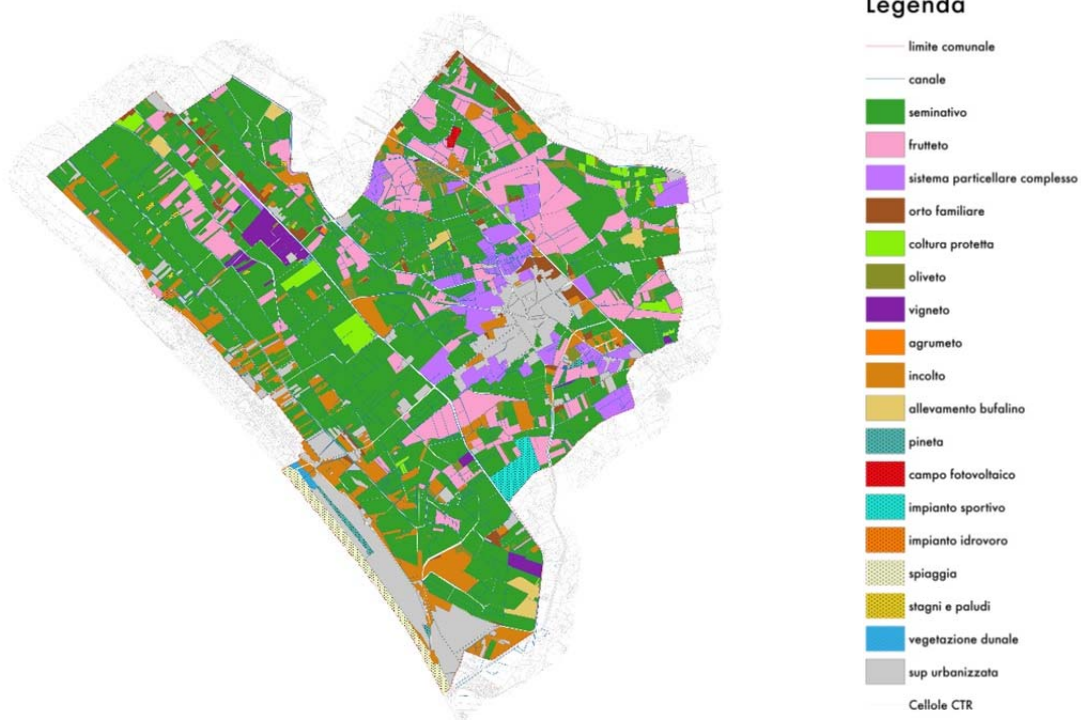 Legenda
limite comunale
canale
seminativo
frutteto
sistema particellare complesso
orto familiare
coltura protetta
oliveto
vigneto
agrumeto
incolto
allevamento bufalino
pineta
campo fotovoltaico
impianto sportivo
impianto idrovoro
spiaggia
stagni e paludi
vegetazione dunale
sup urbanizzata
Cellole CTR